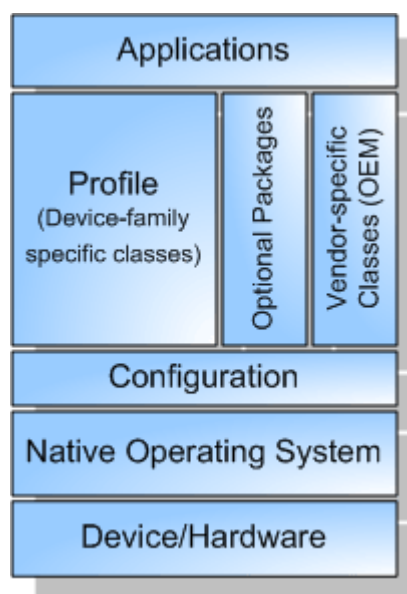 Applications
Profile
(Device-family
specific classes)
Optional Packages
Vendor-specific
Classes (OEM)
Configuration
Native Operating System
Device/Hardware